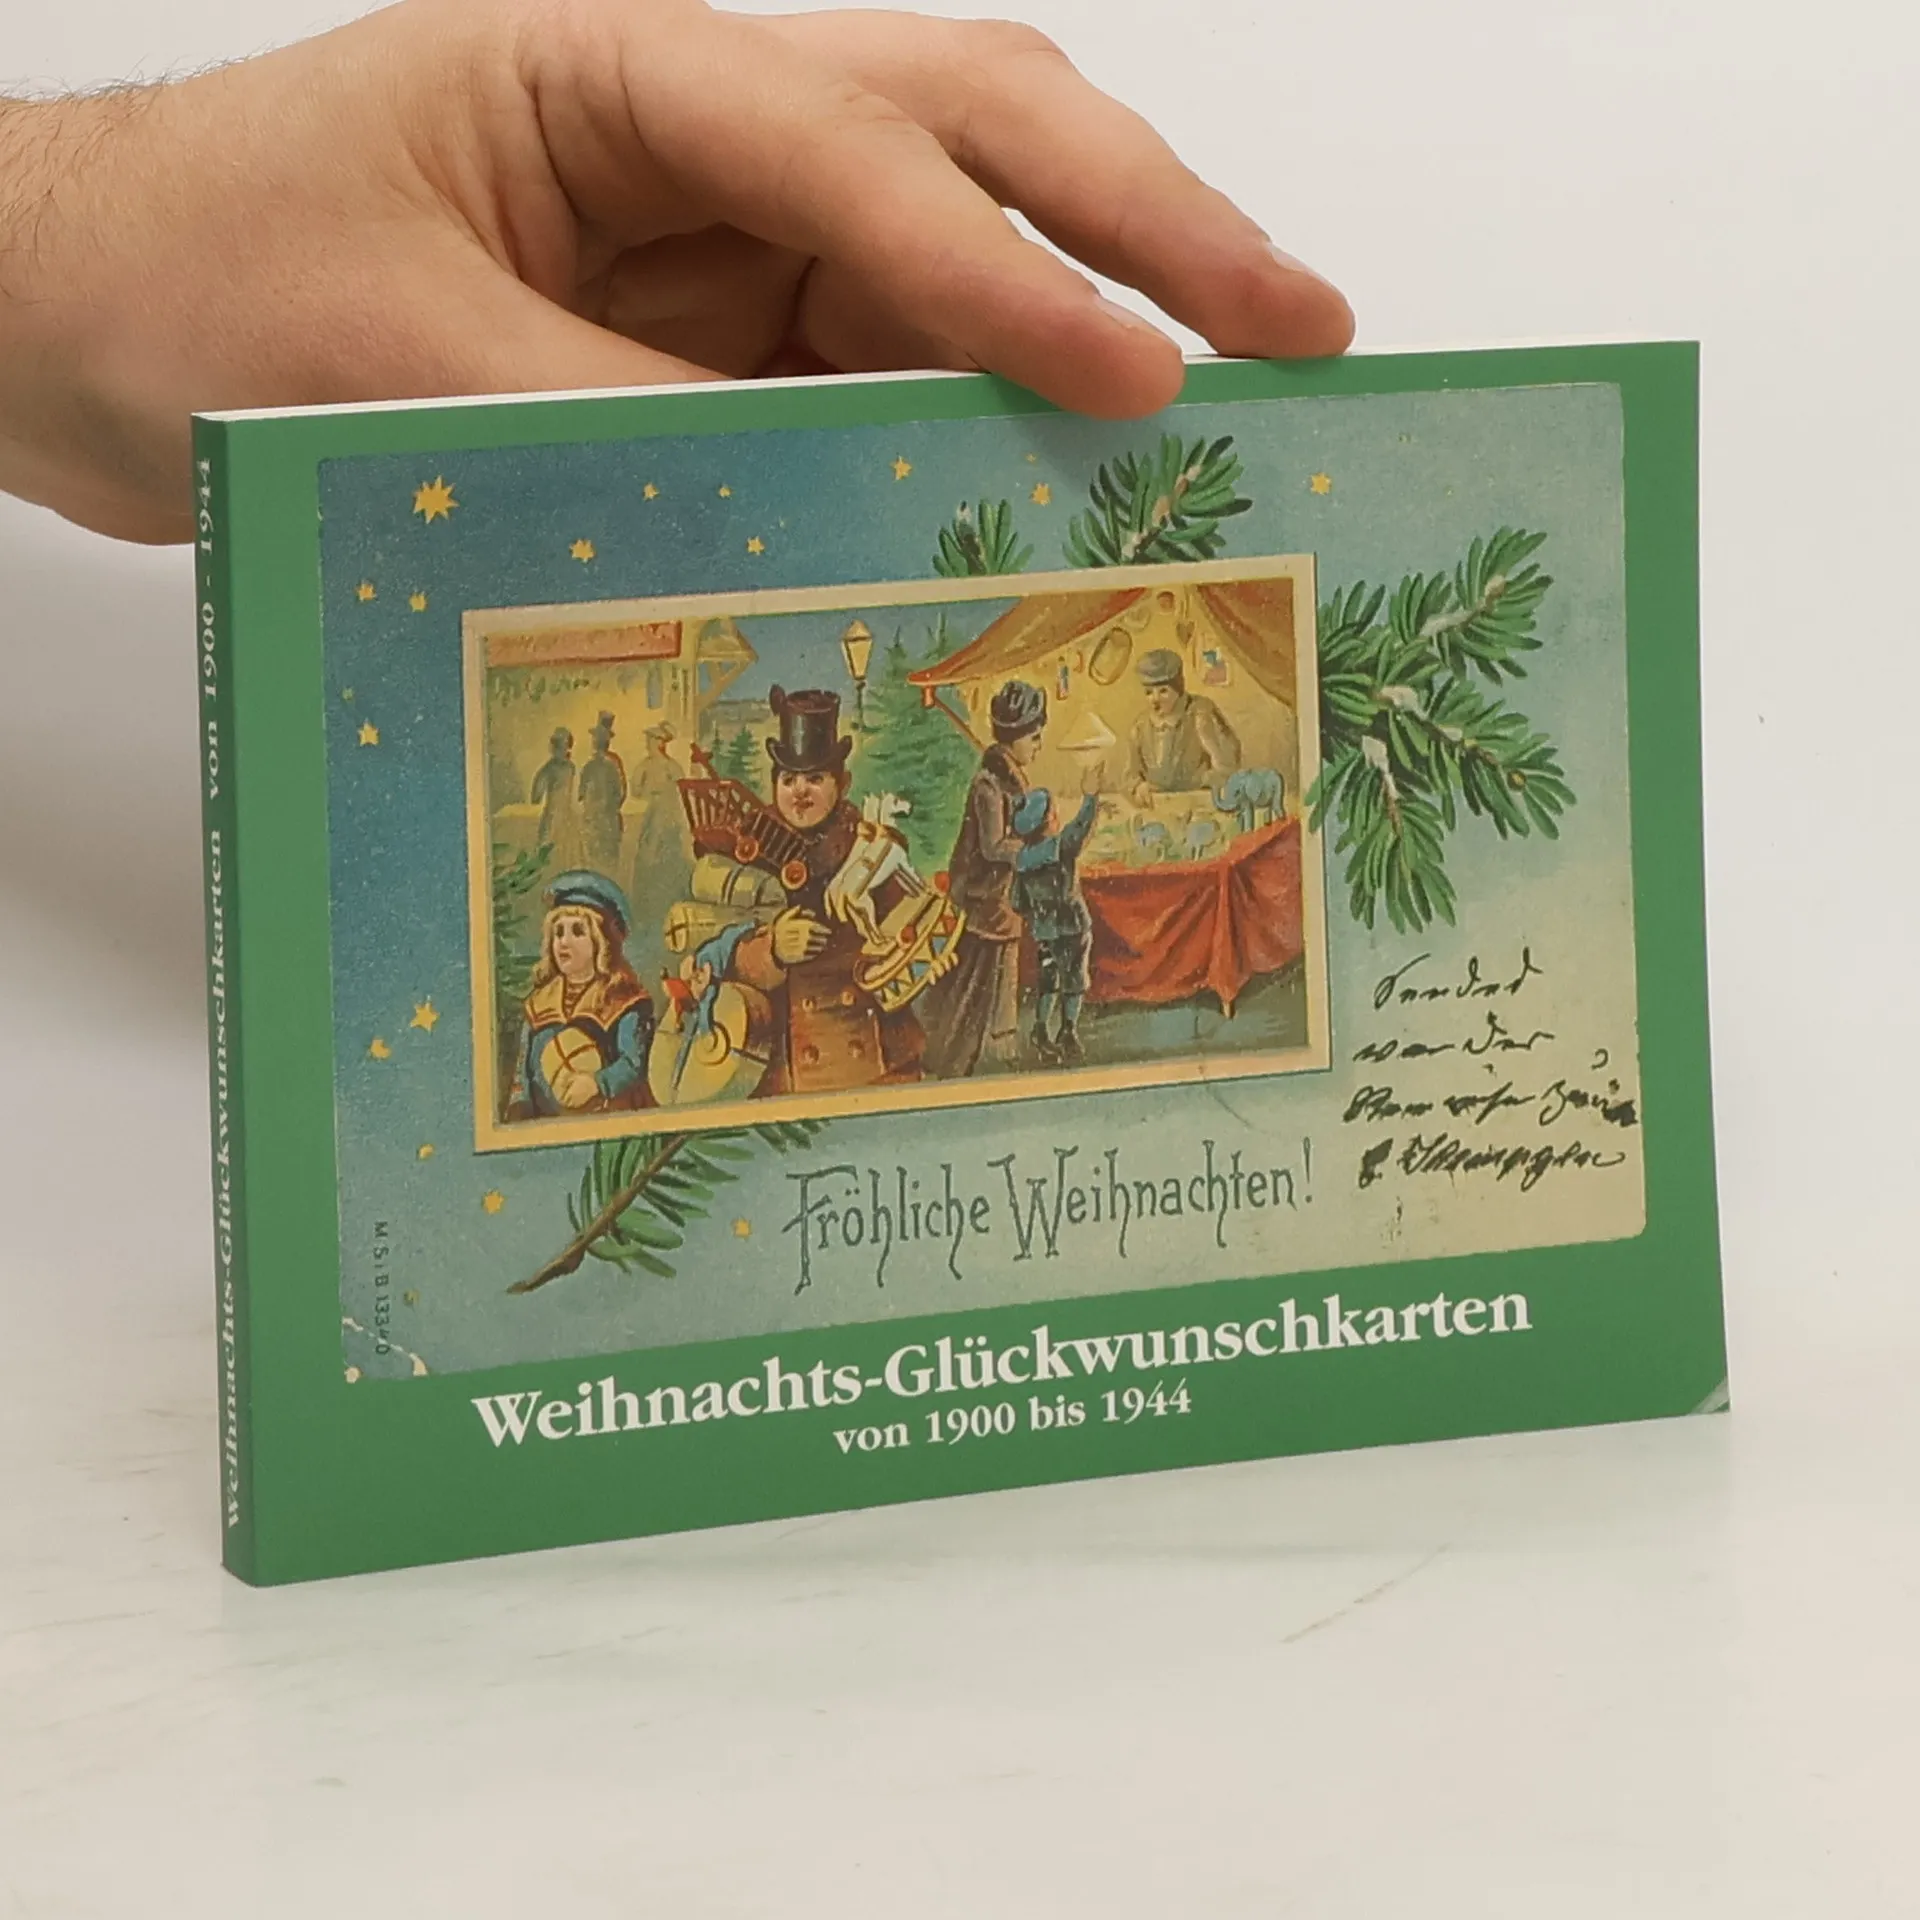 Weihnachts-Glückwunschkarten von 1900 - 1944
M.S.i.B 13340
Fröhliche Weihnachten!
Weihnachts-Glückwunschkarten
von 1900 bis 1944